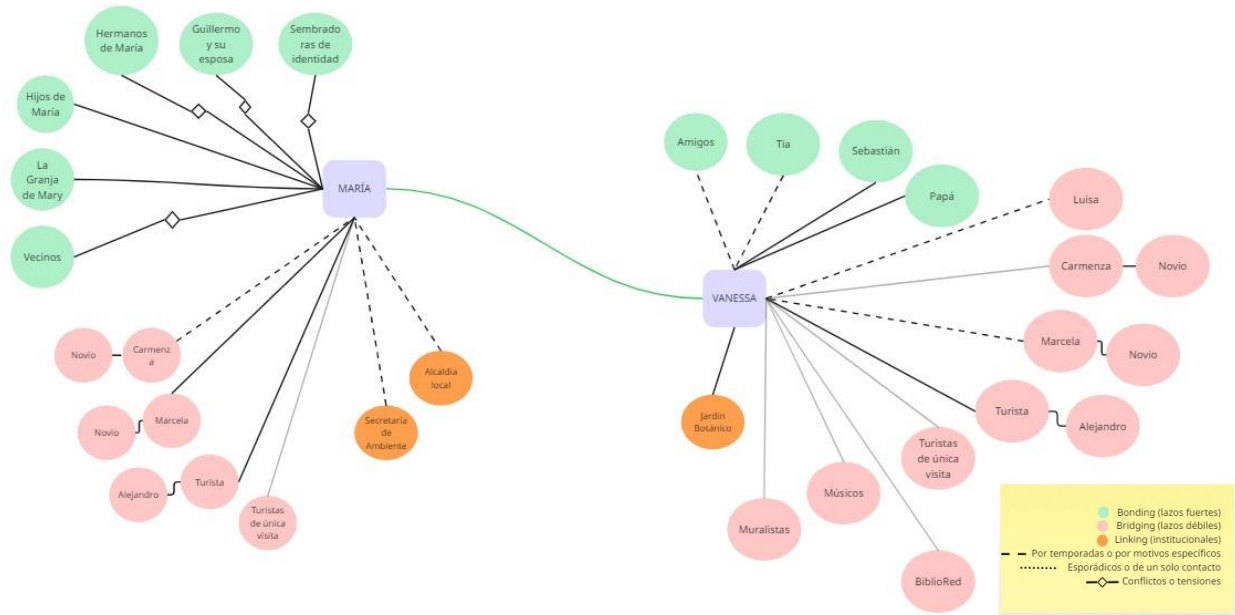 Hermanos
de María
Guillermo
y su
esposa
Sembrado
ras de
identidad
Hijos de
María
La
Granja
de Mary
Vecinos
MARÍA
Novio
Carmenz
a
Novio
Marcela
Alejandro
Turista
Turistas
de única
visita
Secretaría
de
Ambiente
Alcaldía
local
Amigos
Tía
Sebastián
Papá
VANESSA
Luisa
Carmenza
Novio
Marcela
Novio
Turista
Alejandro
Turistas
de única
visita
BiblioRed
Músicos
Muralistas
Jardín
Botánico
Bonding (lazos fuertes)
Bridging (lazos débiles)
Linking (institucionales)
Por temporadas o por motivos específicos
Esporádicos o de un solo contacto
Conflictos o tensiones